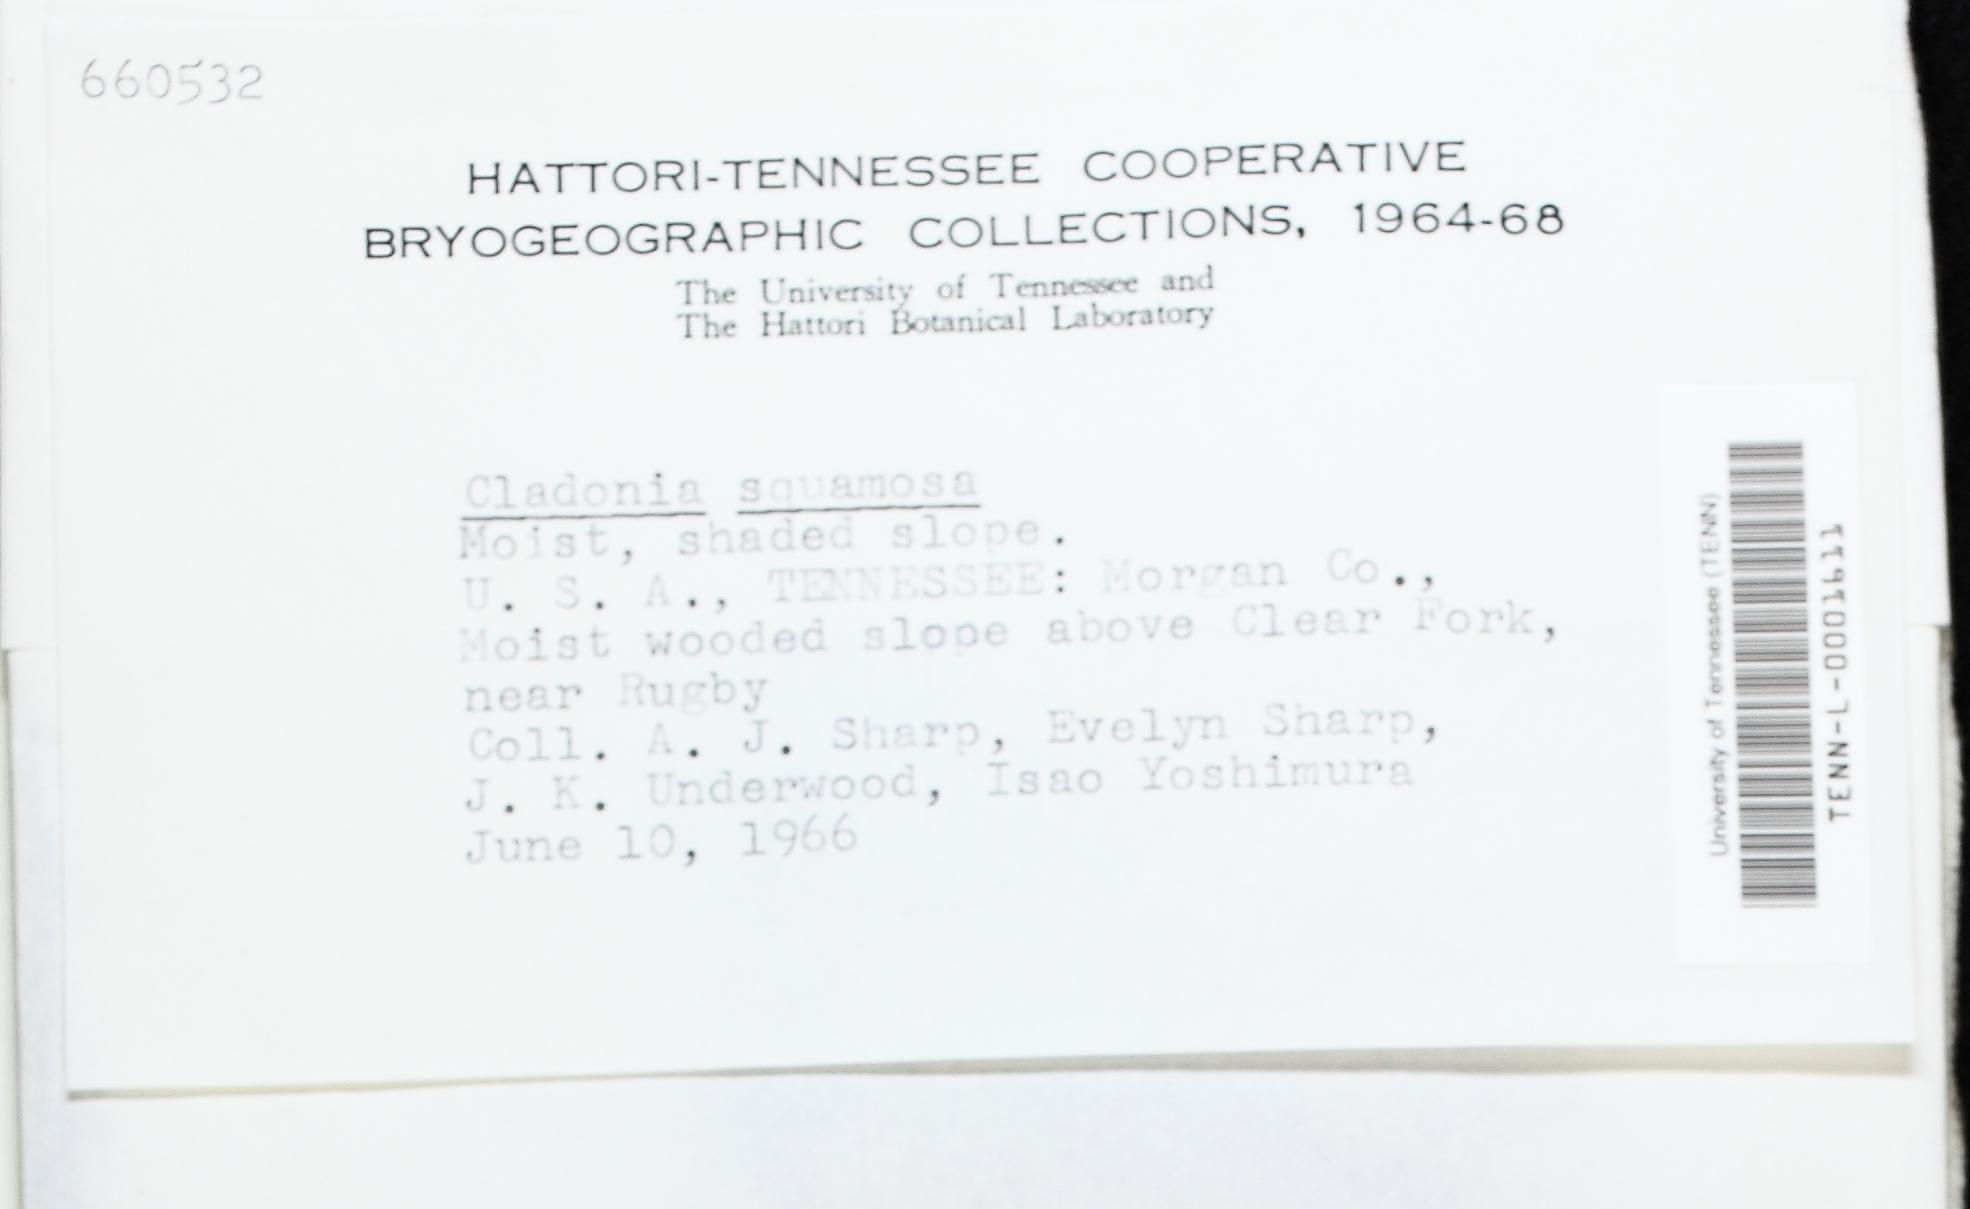 660532
HATTORI-TENNESSEE COOPERATIVE
BRYOGEOGRAPHIC COLLECTIONS, 1964-68
The University of Tennessee and
The Hattori Botanical Laboratory
Cladonia squamosa
Moist, shaded slope.
U. S. A., TENNESSEE: Morgan Co.,
Moist wooded slope above Clear Fork,
near Rugby
Coll. A. J. Sharp, Evelyn Sharp,
J. K. Underwood, Isao Yoshimura
June 10, 1966
University of Tennessee (TENN)
TENN-L-0001611